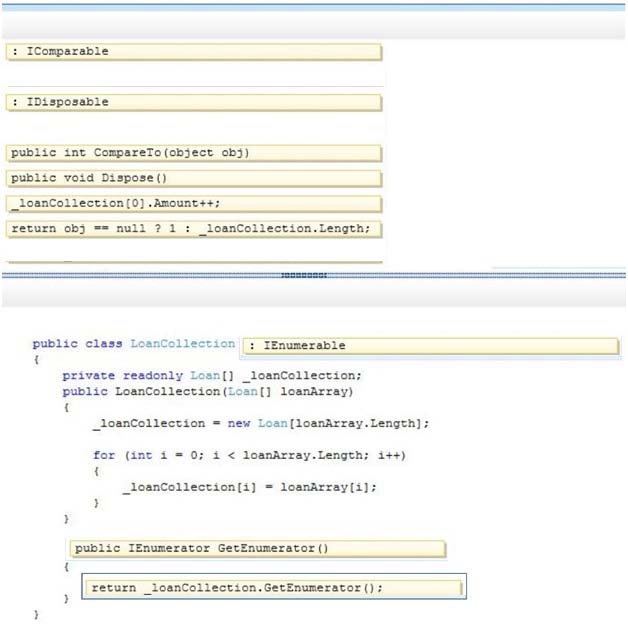 : IComparable
: IDisposable
public int CompareTo(object obj)
public void Dispose()
_loanCollection[0].Amount++;
return obj == null ? 1 : _loanCollection.Length;
public class LoanCollection : IEnumerable
{
private readonly Loan[] _loanCollection;
public LoanCollection(Loan[] loanArray)
{
_loanCollection = new Loan[loanArray.Length];
for (int i = 0; i < loanArray.Length; i++)
{
_loanCollection[i] = loanArray[i];
}
}
public IEnumerator GetEnumerator()
{
return _loanCollection.GetEnumerator();
}
}